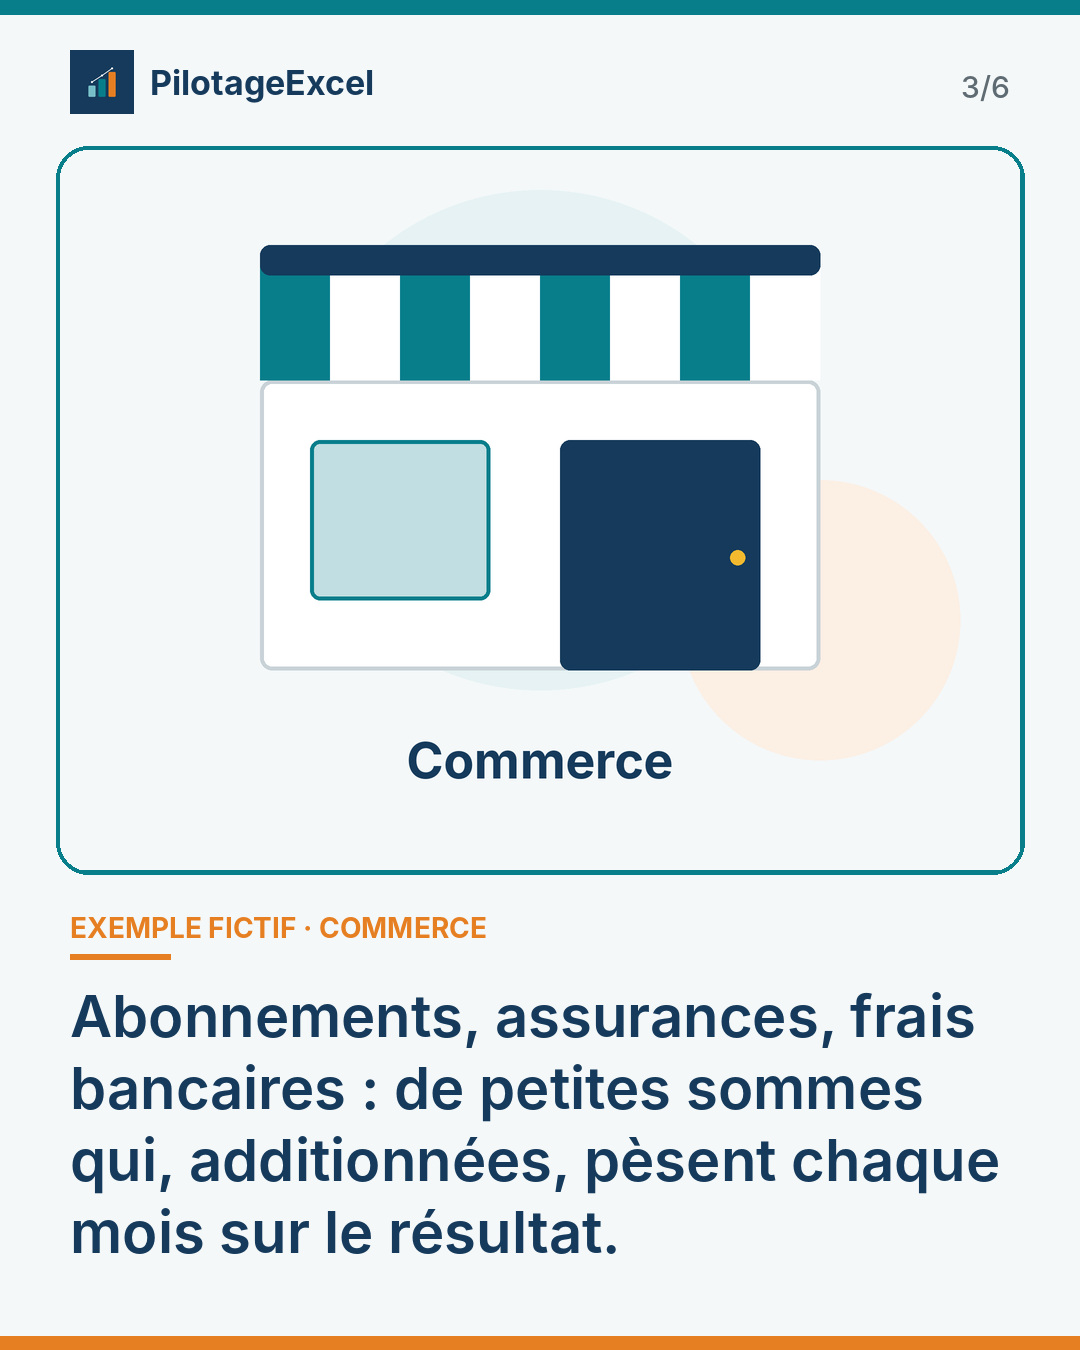 PilotageExcel
3/6
Commerce
EXEMPLE FICTIF · COMMERCE
Abonnements, assurances, frais
bancaires : de petites sommes
qui, additionnées, pèsent chaque
mois sur le résultat.